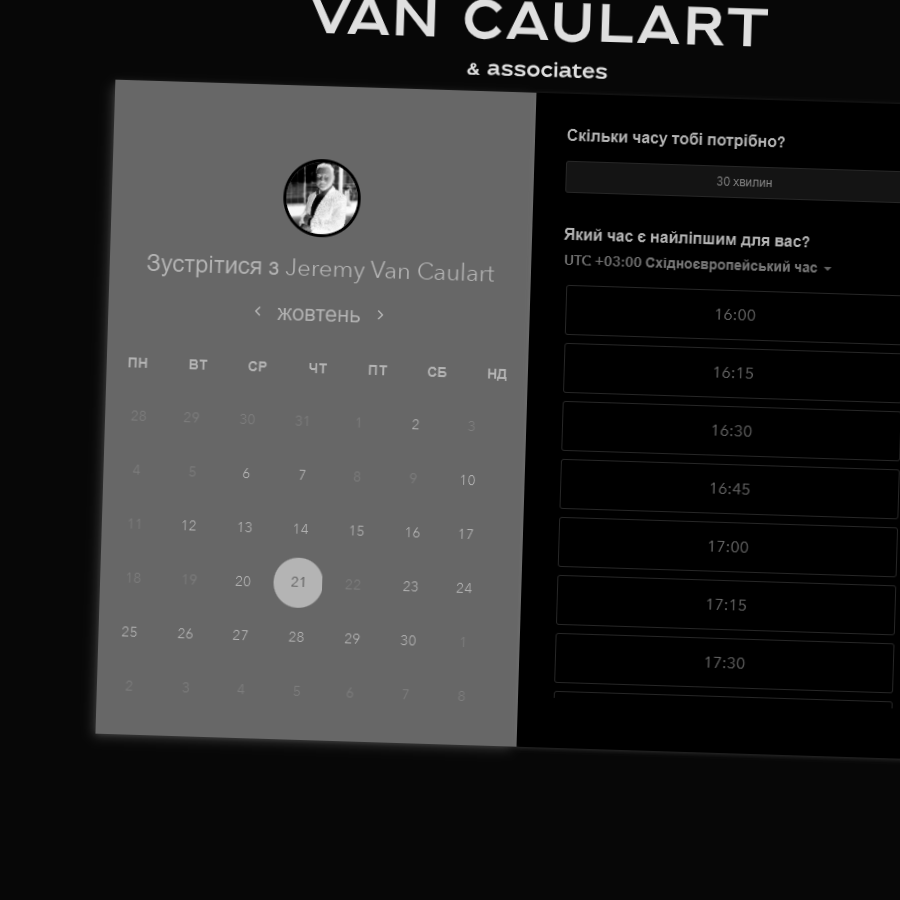 VAN CAULART
& associates
Зустрітися з Jeremy Van Caulart
жовтень
ПН ВТ СР ЧТ ПТ СБ НД
28 29 30 31 1 2 3
4 5 6 7 8 9 10
11 12 13 14 15 16 17
18 19 20 21 22 23 24
25 26 27 28 29 30 1
2 3 4 5 6 7 8
Скільки часу тобі потрібно?
30 хвилин
Який час є найліпшим для вас?
UTC +03:00 Східноєвропейський час
16:00
16:15
16:30
16:45
17:00
17:15
17:30